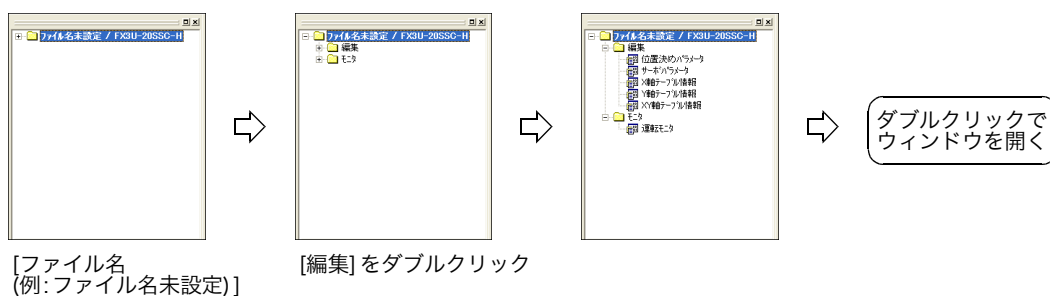 ファイル名未設定 / FX3U-20SSC-H
ファイル名未設定 / FX3U-20SSC-H
編集
モニタ
ファイル名未設定 / FX3U-20SSC-H
編集
位置決めパラメータ
サーボパラメータ
X軸テーブル情報
Y軸テーブル情報
XY軸テーブル情報
モニタ
運転モニタ
ダブルクリックで
ウィンドウを開く
[ファイル名
(例:ファイル名未設定)]
[編集]をダブルクリック